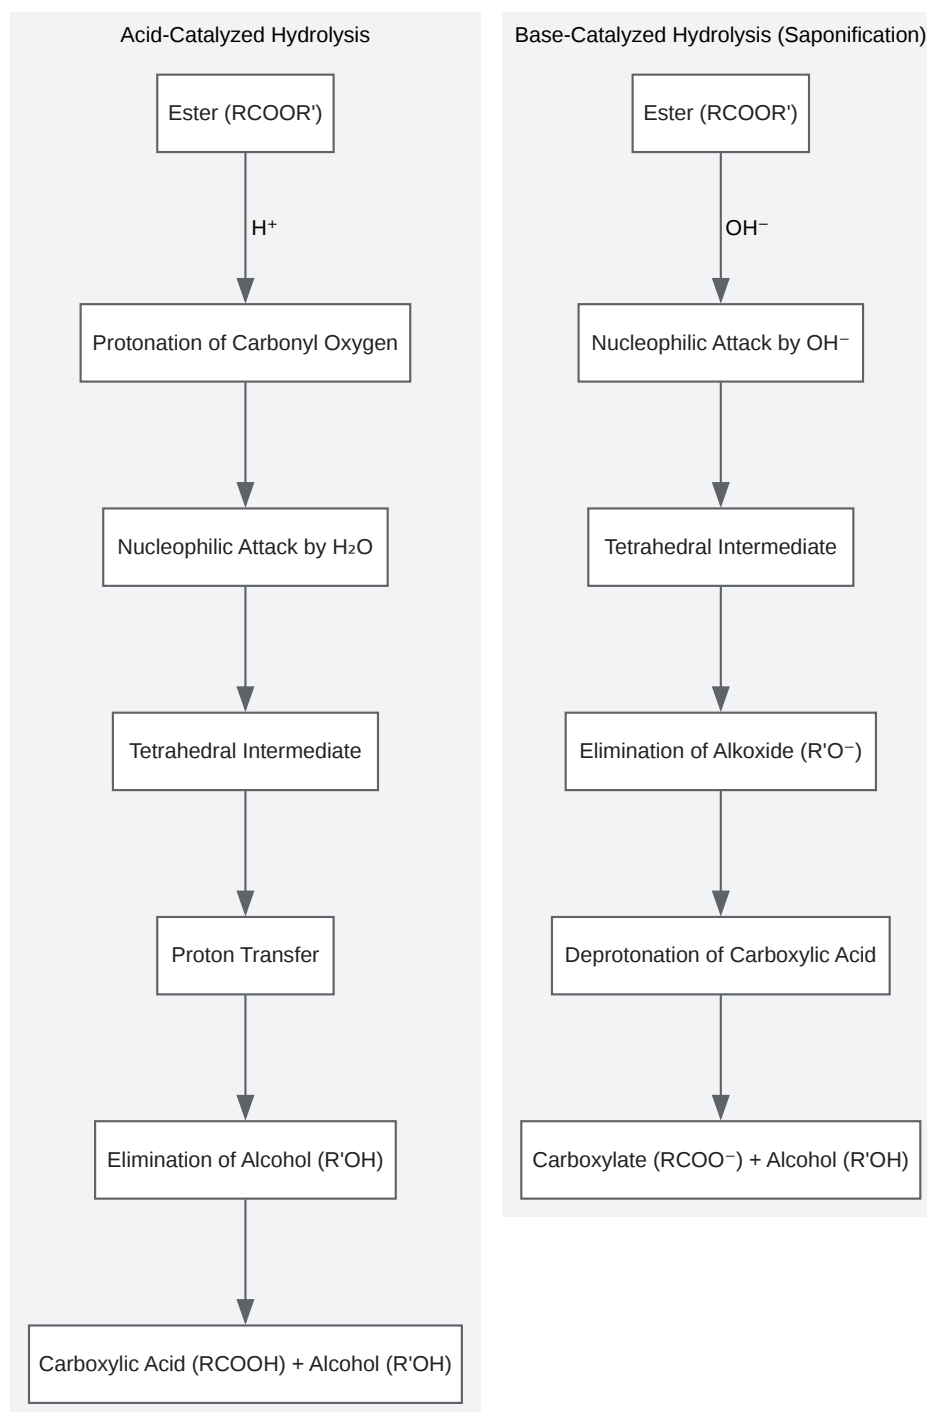 Acid-Catalyzed Hydrolysis
Ester (RCOOR')
H⁺
Protonation of Carbonyl Oxygen
Nucleophilic Attack by H₂O
Tetrahedral Intermediate
Proton Transfer
Elimination of Alcohol (R'OH)
Carboxylic Acid (RCOOH) + Alcohol (R'OH)
Base-Catalyzed Hydrolysis (Saponification)
Ester (RCOOR')
OH⁻
Nucleophilic Attack by OH⁻
Tetrahedral Intermediate
Elimination of Alkoxide (R'O⁻)
Deprotonation of Carboxylic Acid
Carboxylate (RCOO⁻) + Alcohol (R'OH)